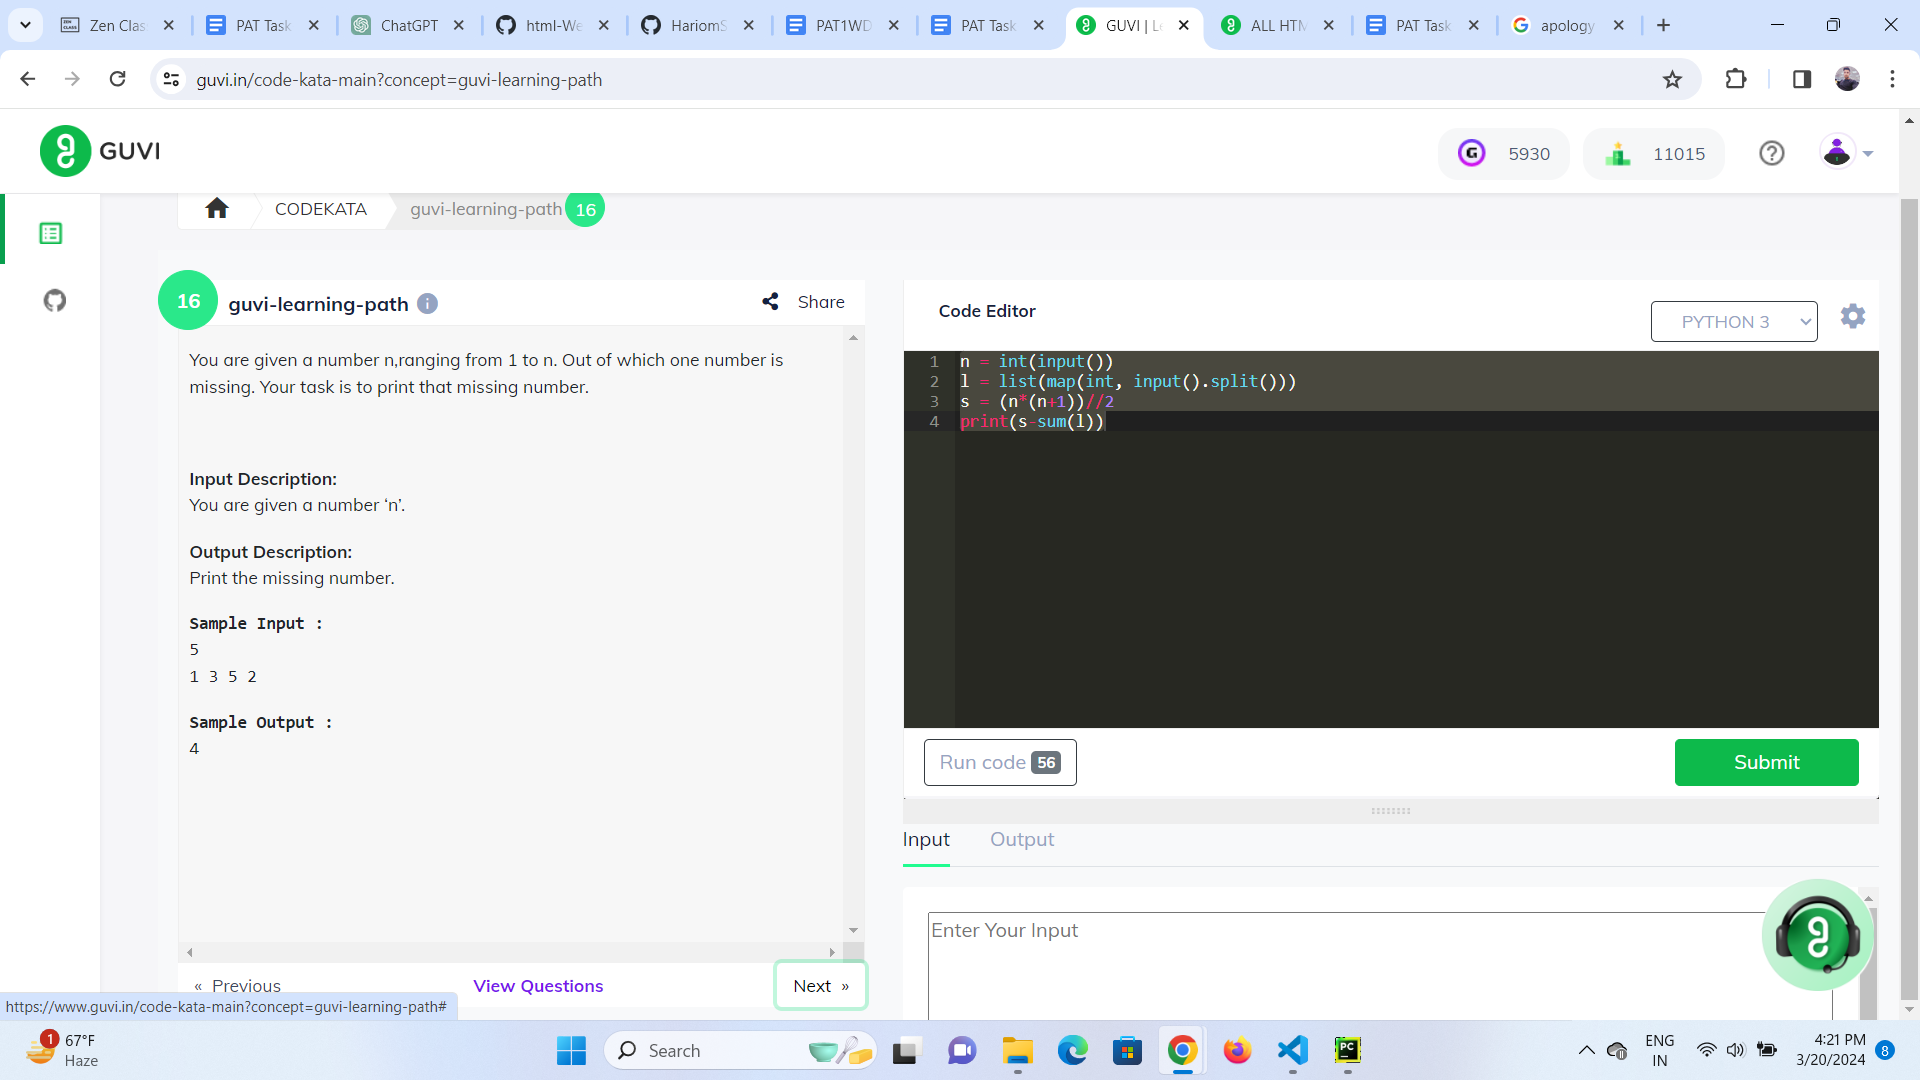 Zen Clas
PAT Task
ChatGPT
html-We
HariomS
PAT1WD
PAT Task
GUVI | Le
ALL HTM
PAT Task
apology
guvi.in/code-kata-main?concept=guvi-learning-path
GUVI
5930
11015
CODEKATA
guvi-learning-path
16
16
guvi-learning-path
Share
You are given a number n,ranging from 1 to n. Out of which one number is
missing. Your task is to print that missing number.
Input Description:
You are given a number ‘n’.
Output Description:
Print the missing number.
Sample Input :
5
1 3 5 2
Sample Output :
4
« Previous
View Questions
Next »
Code Editor
PYTHON 3
1 n = int(input())
2 l = list(map(int, input().split()))
3 s = (n*(n+1))//2
4 print(s-sum(l))
Run code 56
Submit
Input
Output
Enter Your Input
https://www.guvi.in/code-kata-main?concept=guvi-learning-path#
1
67°F
Haze
Search
PC
ENG
IN
4:21 PM
3/20/2024
8